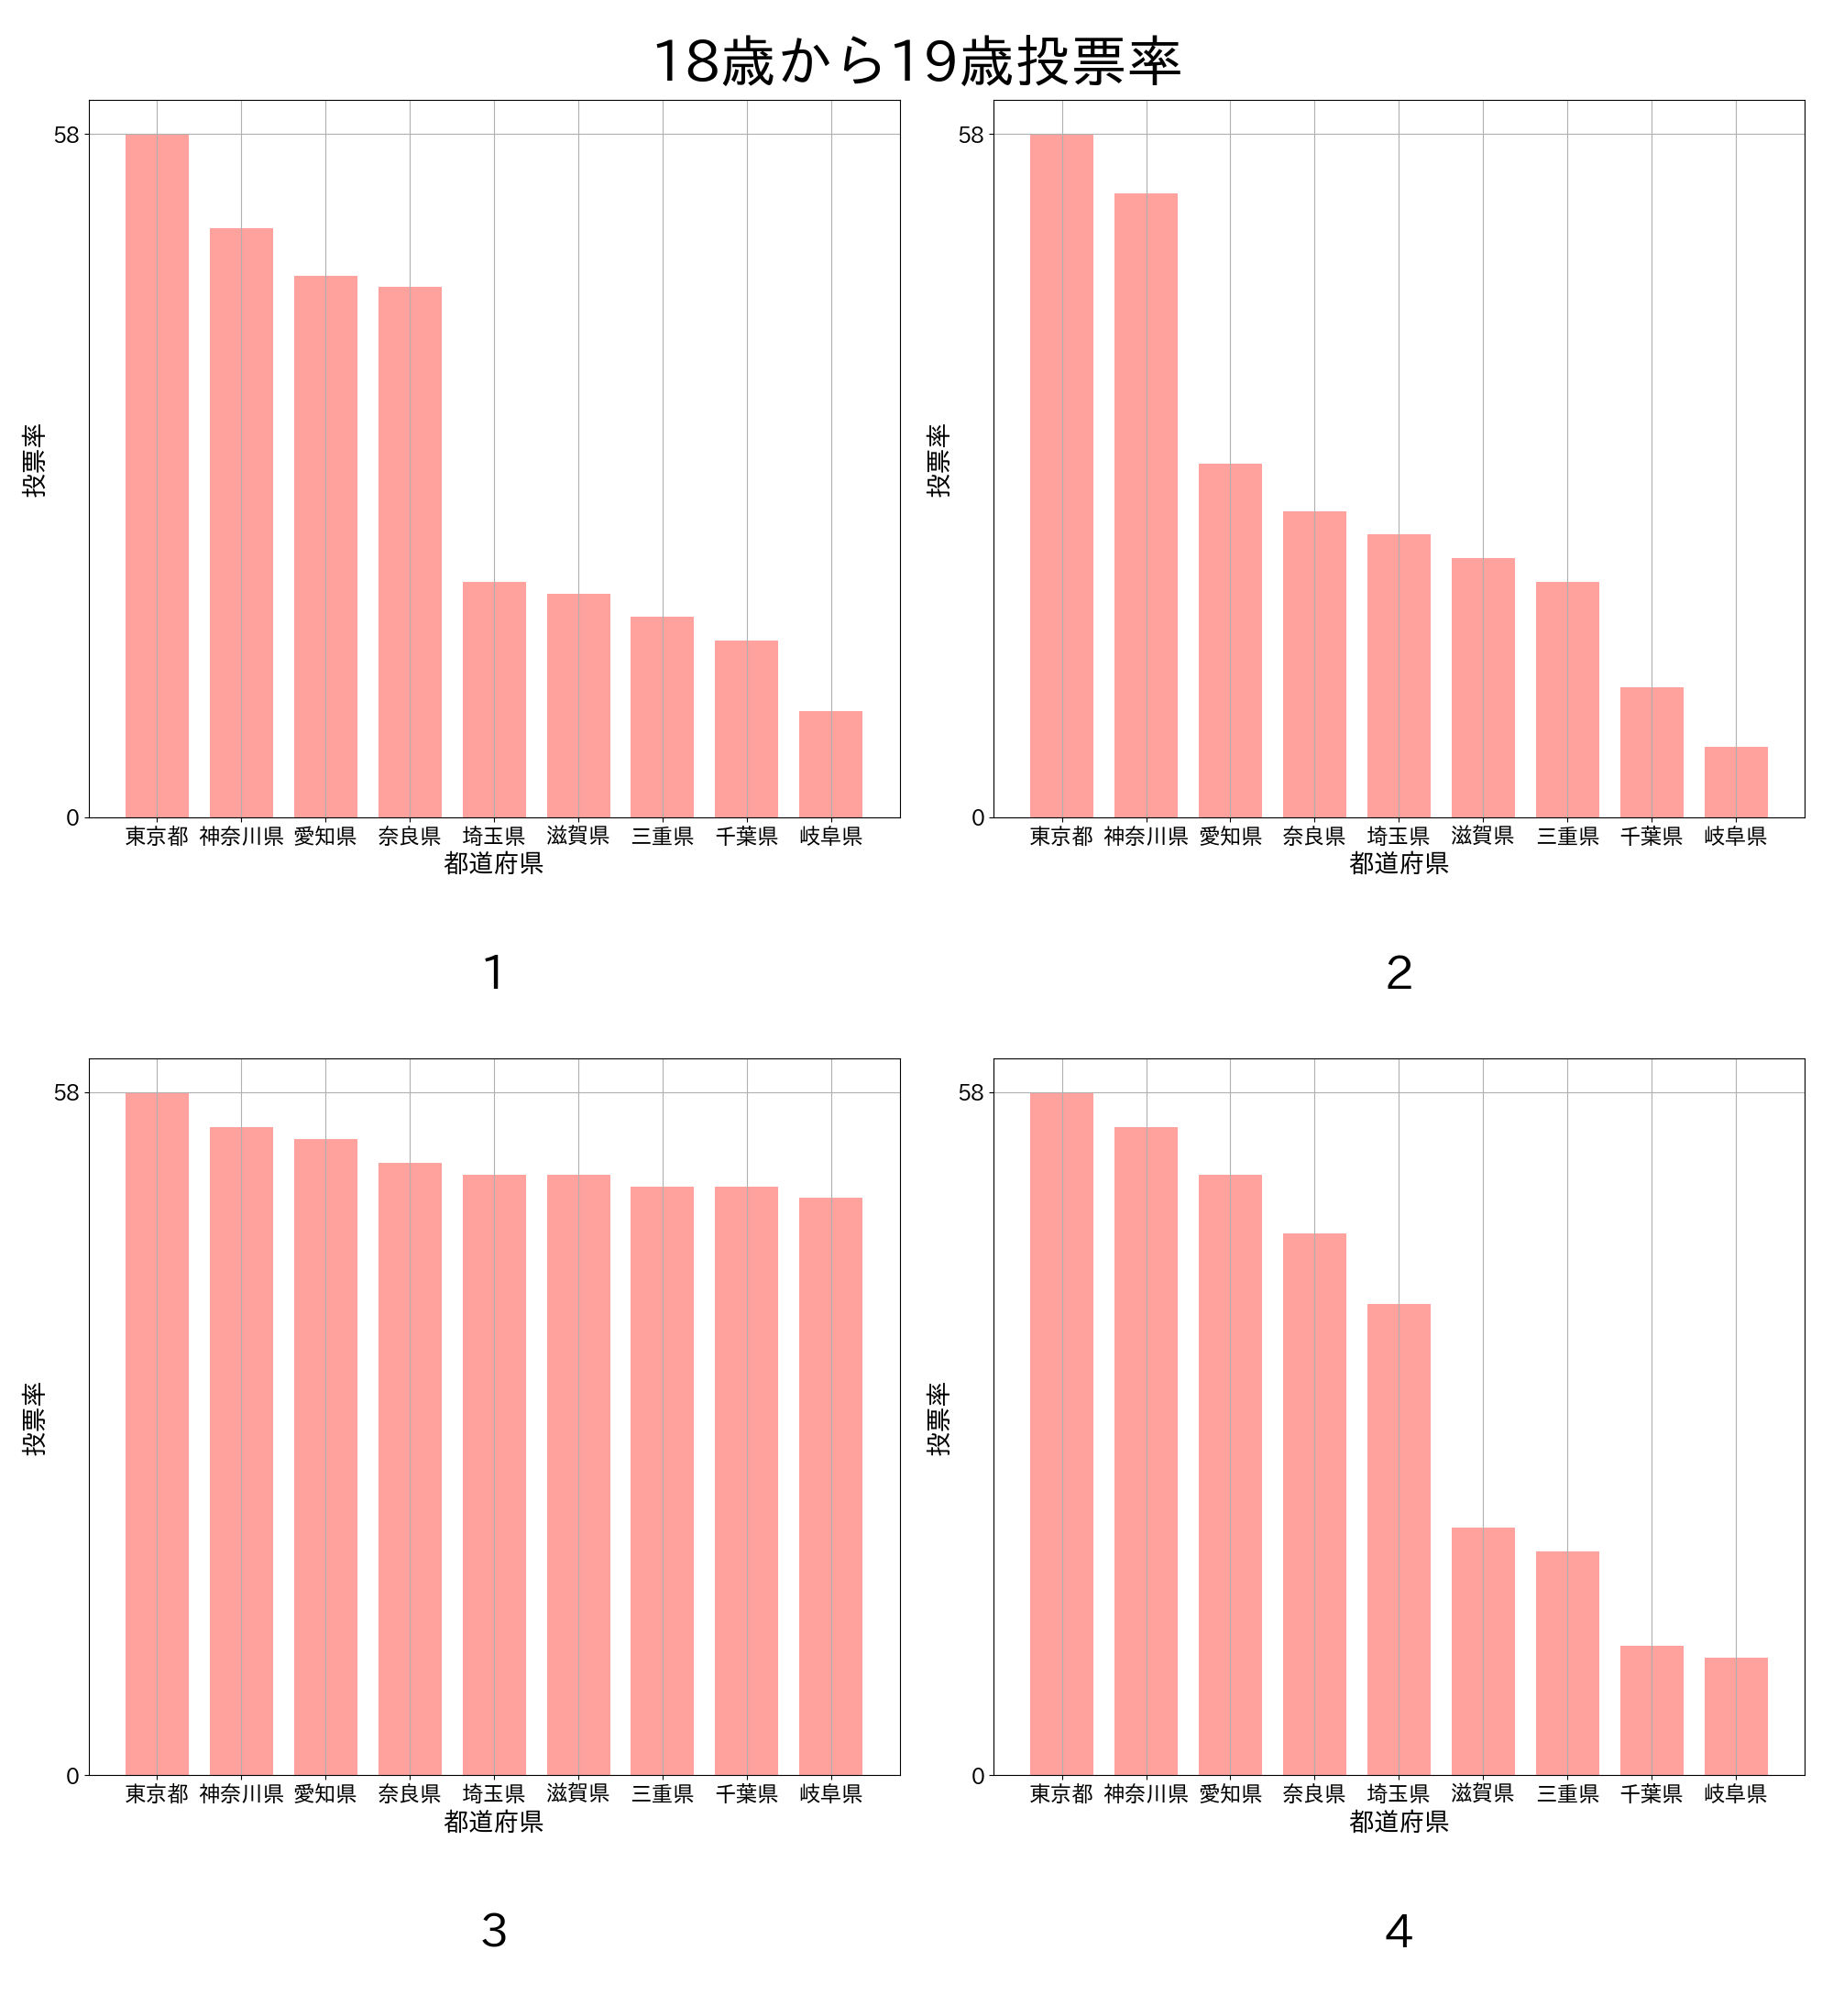 18歳から19歳投票率
58
0
投票率
東京都 神奈川県 愛知県 奈良県 埼玉県 滋賀県 三重県 千葉県 岐阜県
都道府県
1
58
0
投票率
東京都 神奈川県 愛知県 奈良県 埼玉県 滋賀県 三重県 千葉県 岐阜県
都道府県
2
58
0
投票率
東京都 神奈川県 愛知県 奈良県 埼玉県 滋賀県 三重県 千葉県 岐阜県
都道府県
3
58
0
投票率
東京都 神奈川県 愛知県 奈良県 埼玉県 滋賀県 三重県 千葉県 岐阜県
都道府県
4